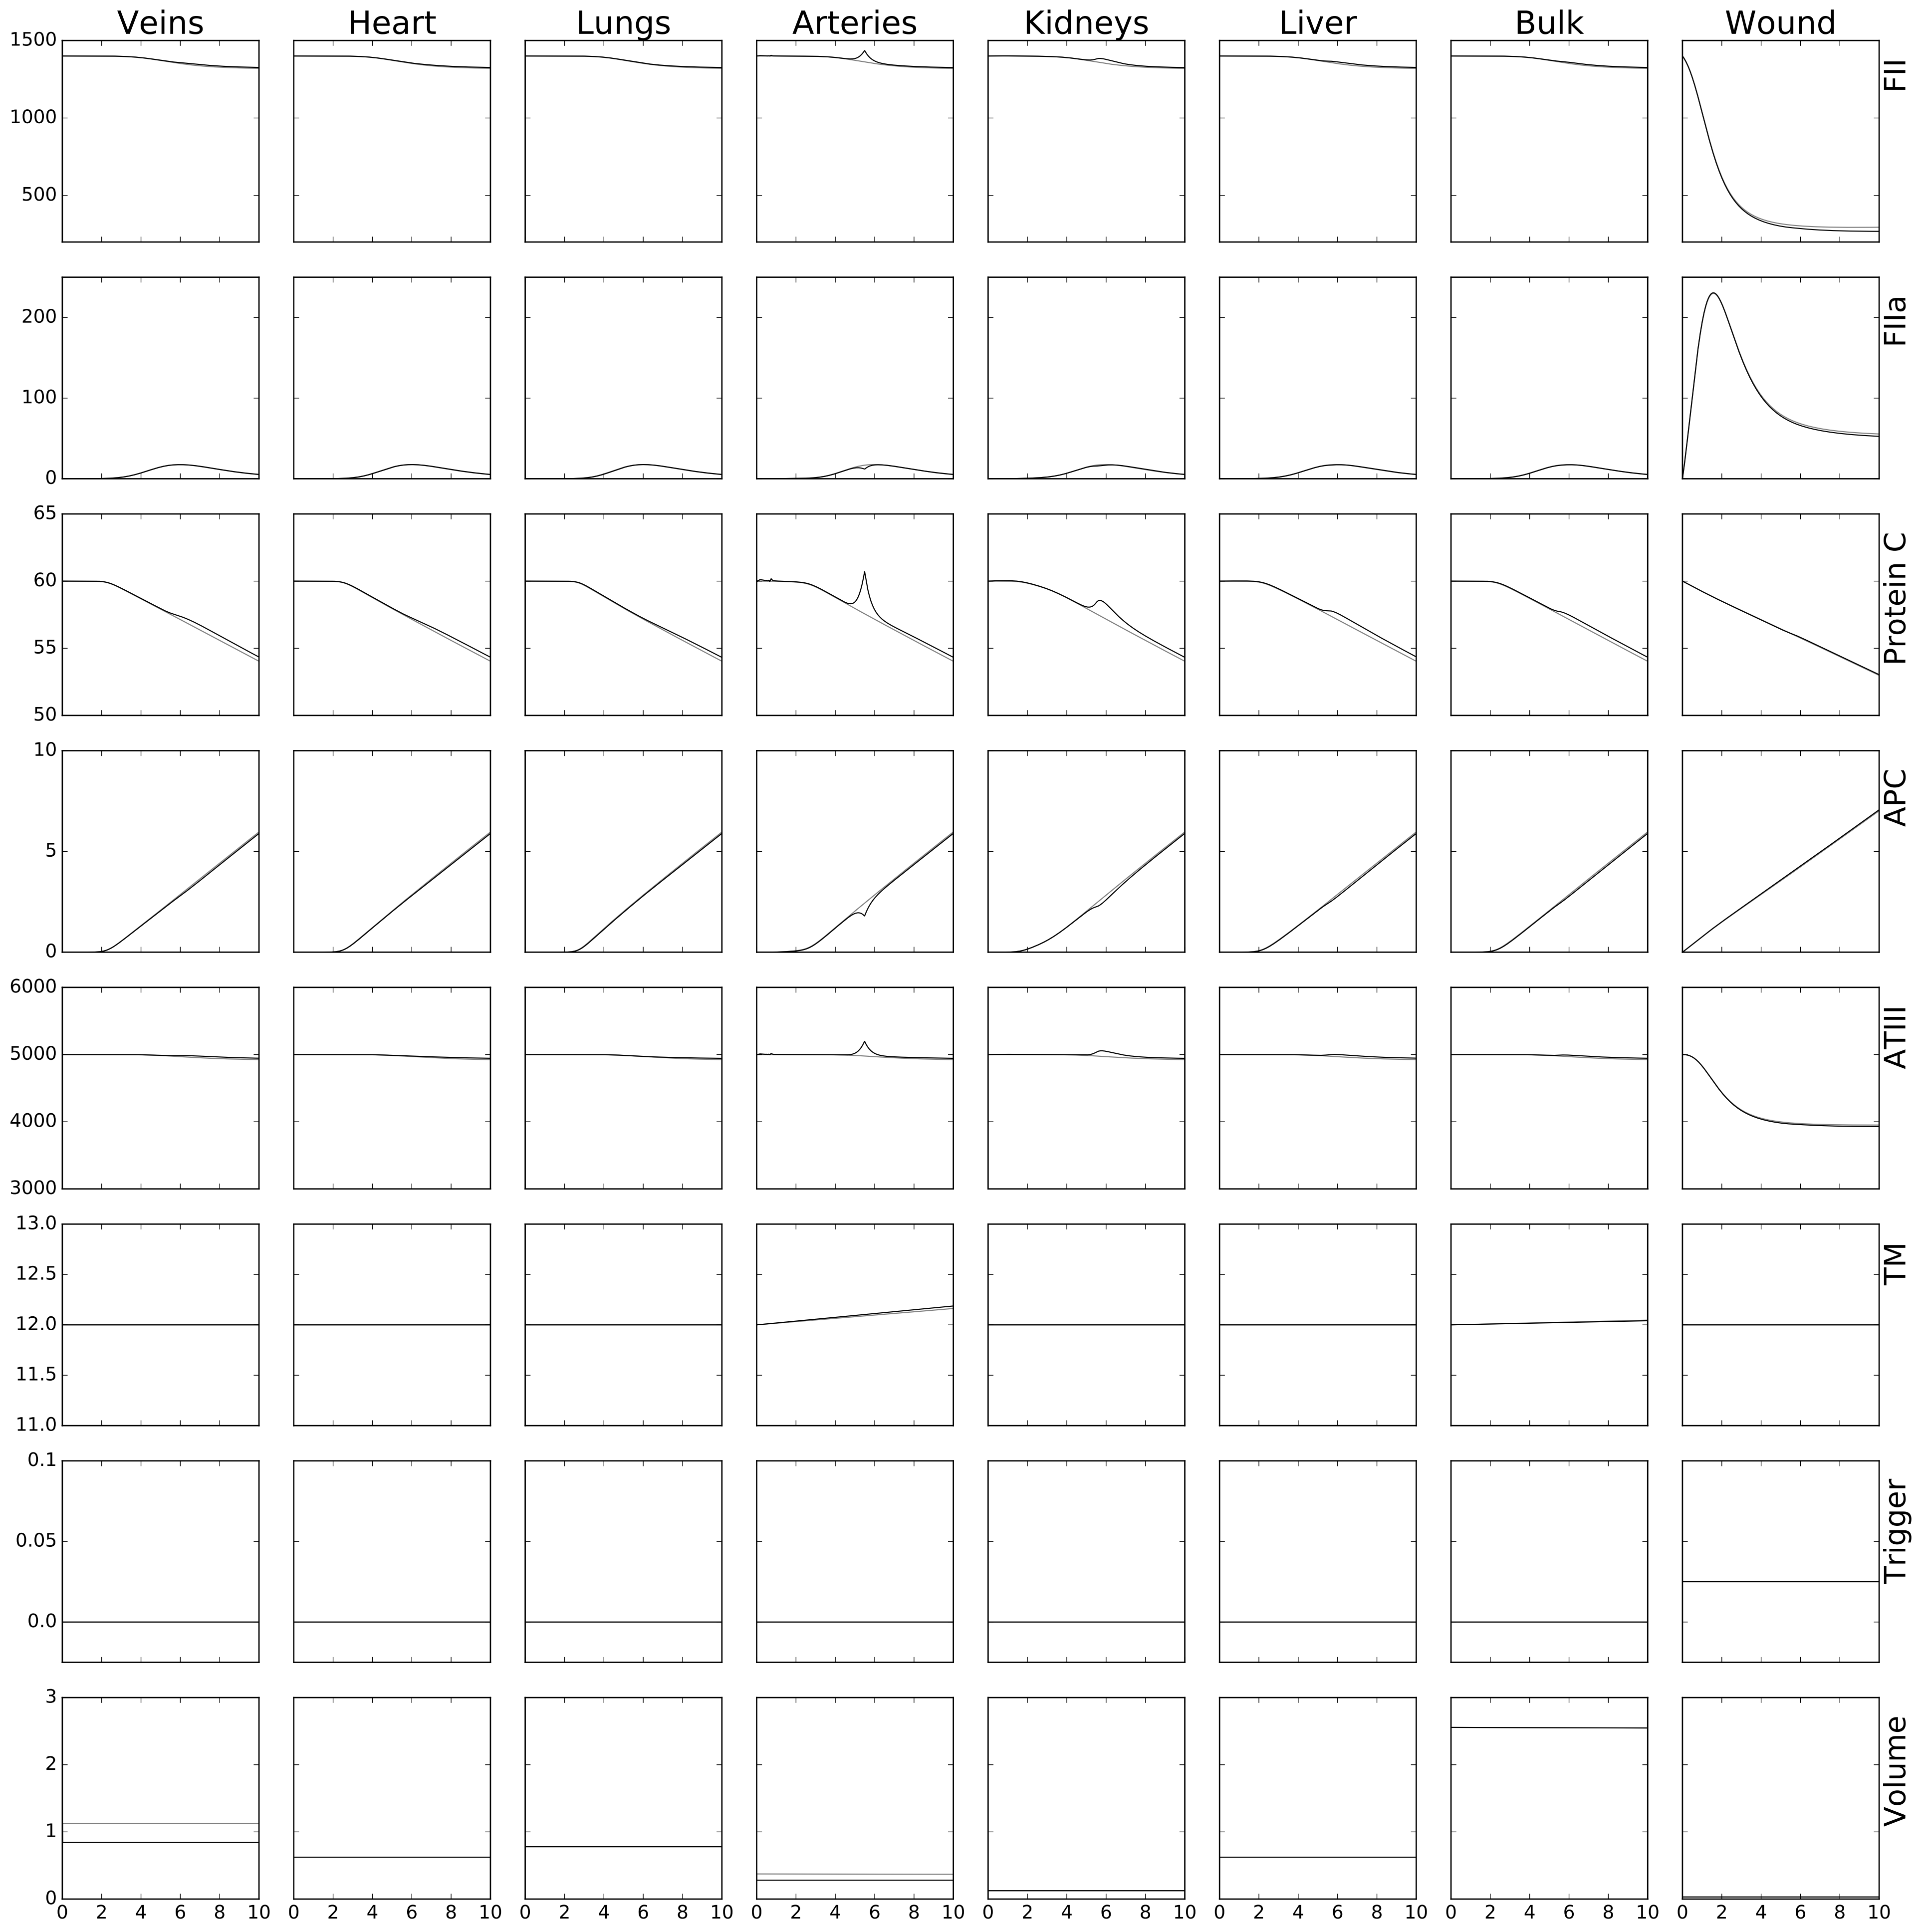 Veins Heart Lungs Arteries Kidneys Liver Bulk Wound
1500
1000
500
FII
200
100
0
FIIa
65
60
55
50
Protein C
10
5
0
APC
6000
5000
4000
3000
ATIII
13.0
12.5
12.0
11.5
11.0
TM
0.1
0.05
0.0
Trigger
3
2
1
0
Volume
0 2 4 6 8 10 0 2 4 6 8 10 0 2 4 6 8 10 0 2 4 6 8 10 0 2 4 6 8 10 0 2 4 6 8 10 0 2 4 6 8 10 0 2 4 6 8 10